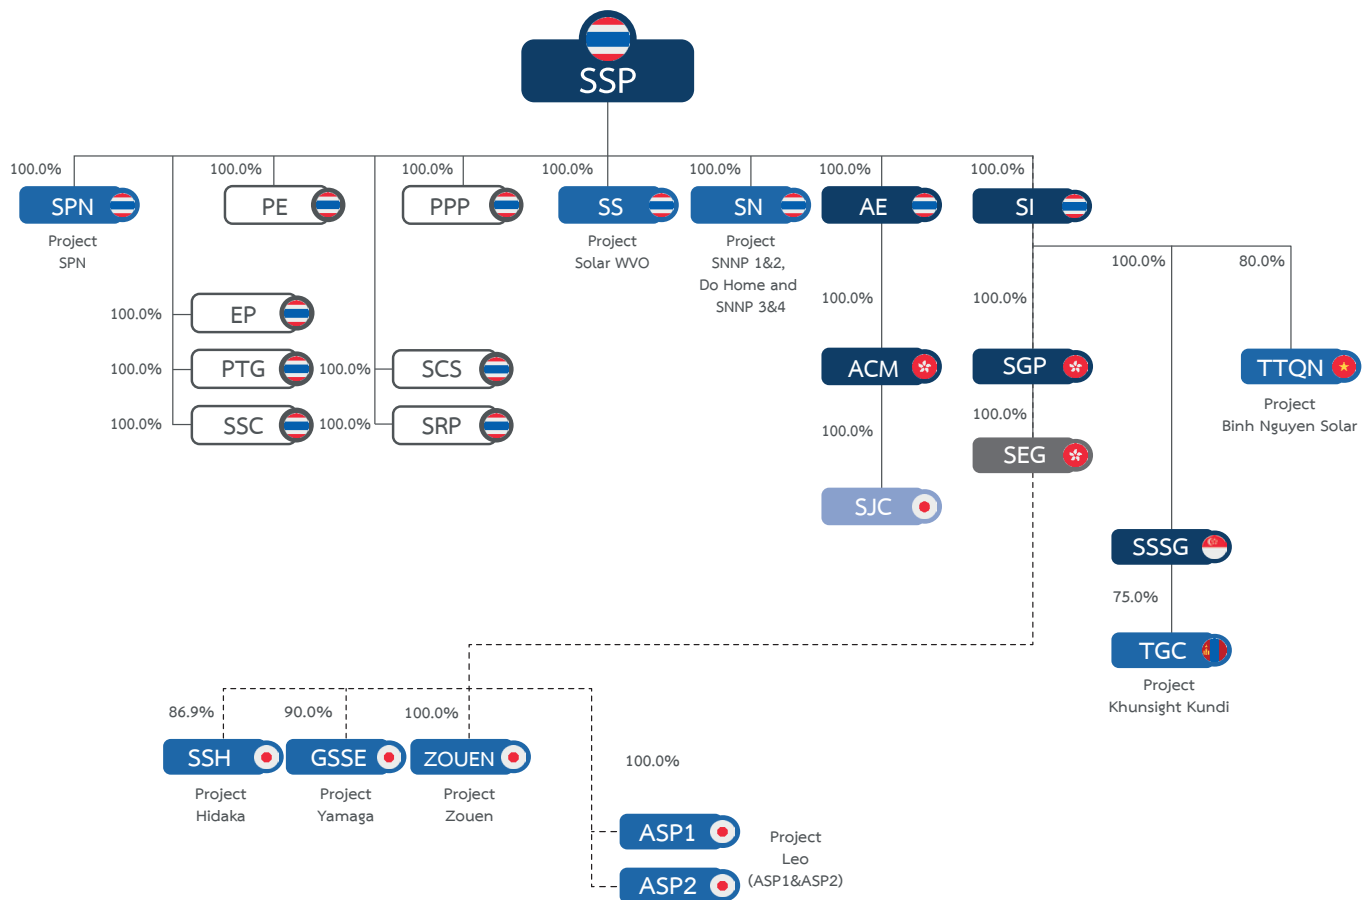 SSP
100.0%
100.0%
100.0%
100.0%
100.0%
100.0%
100.0%
SPN
PE
PPP
SS
SN
AE
SI
Project
SPN
Project
Solar WVO
Project
SNNP 1&2,
Do Home and
SNNP 3&4
100.0%
80.0%
100.0%
EP
100.0%
100.0%
100.0%
PTG
100.0%
SCS
ACM
SGP
TTQN
Project
Binh Nguyen Solar
100.0%
SSC
100.0%
SRP
100.0%
100.0%
SEG
SJC
SSSG
75.0%
TGC
Project
Khunsight Kundi
86.9%
90.0%
100.0%
SSH
GSSE
ZOUEN
100.0%
Project
Hidaka
Project
Yamaga
Project
Zouen
ASP1
Project
Leo
(ASP1&ASP2)
ASP2